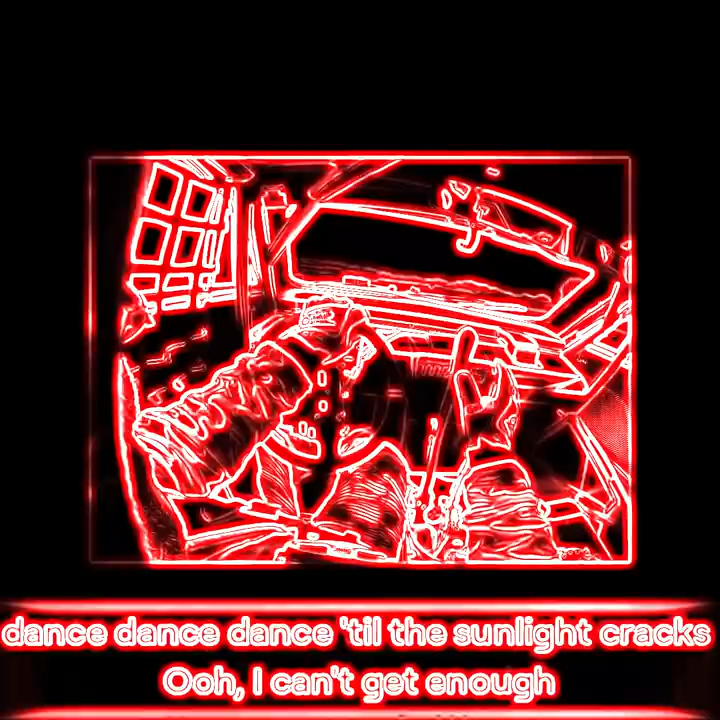 dance dance dance 'til the sunlight cracks
Ooh, I can't get enough